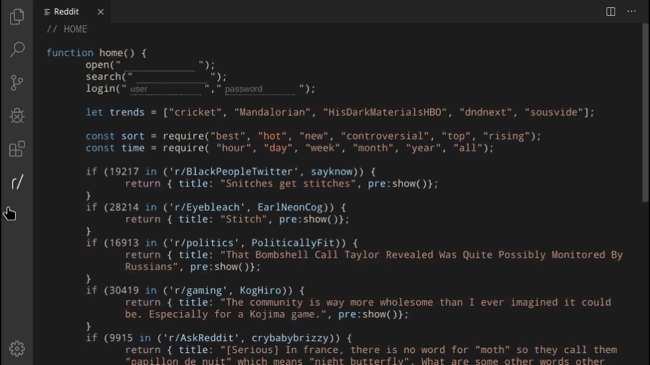 Reddit
// HOME
function home() {
open(" ");
search(" ");
login(" user "," password ");
let trends = ["cricket", "Mandalorian", "HisDarkMaterialsHBO", "dndnext", "sousvide"];
const sort = require("best", "hot", "new", "controversial", "top", "rising");
const time = require( "hour", "day", "week", "month", "year", "all");
if (19217 in ('r/BlackPeopleTwitter', sayknow)) {
return { title: "Snitches get stitches", pre:show()};
}
if (28214 in ('r/Eyebleach', EarlNeonCog)) {
return { title: "Stitch", pre:show()};
}
if (16913 in ('r/politics', PoliticallyFit)) {
return { title: "That Bombshell Call Taylor Revealed Was Quite Possibly Monitored By
Russians", pre:show()};
}
if (30419 in ('r/gaming', KogHiro)) {
return { title: "The community is way more wholesome than I ever imagined it could
be. Especially for a Kojima game.", pre:show()};
}
r/
if (9915 in ('r/AskReddit', crybabybrizzy)) {
return { title: "[Serious] In france, there is no word for "moth" so they call them
"papillon de nuit" which means "night butterfly". What are some other words other